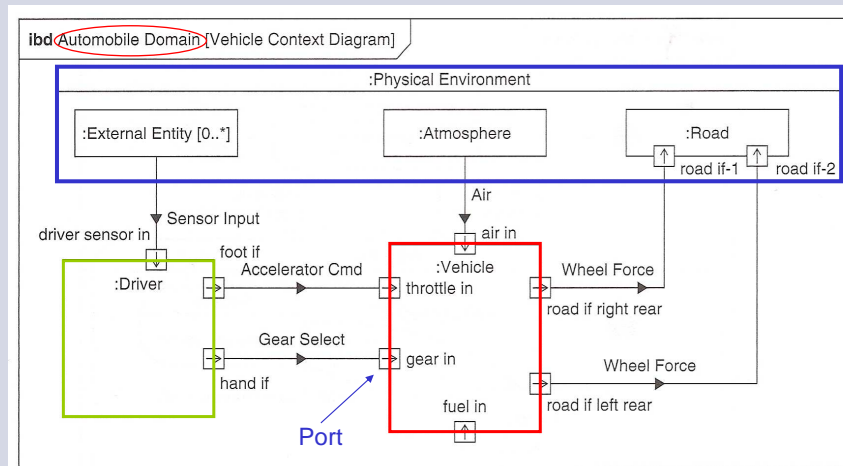 ibd Automobile Domain [Vehicle Context Diagram]
:Physical Environment
:External Entity [0..*]
:Atmosphere
:Road
road if-1
road if-2
Air
Sensor Input
driver sensor in
air in
foot if
:Driver
Accelerator Cmd
:Vehicle
throttle in
Wheel Force
road if right rear
Gear Select
gear in
hand if
Wheel Force
fuel in
road if left rear
Port